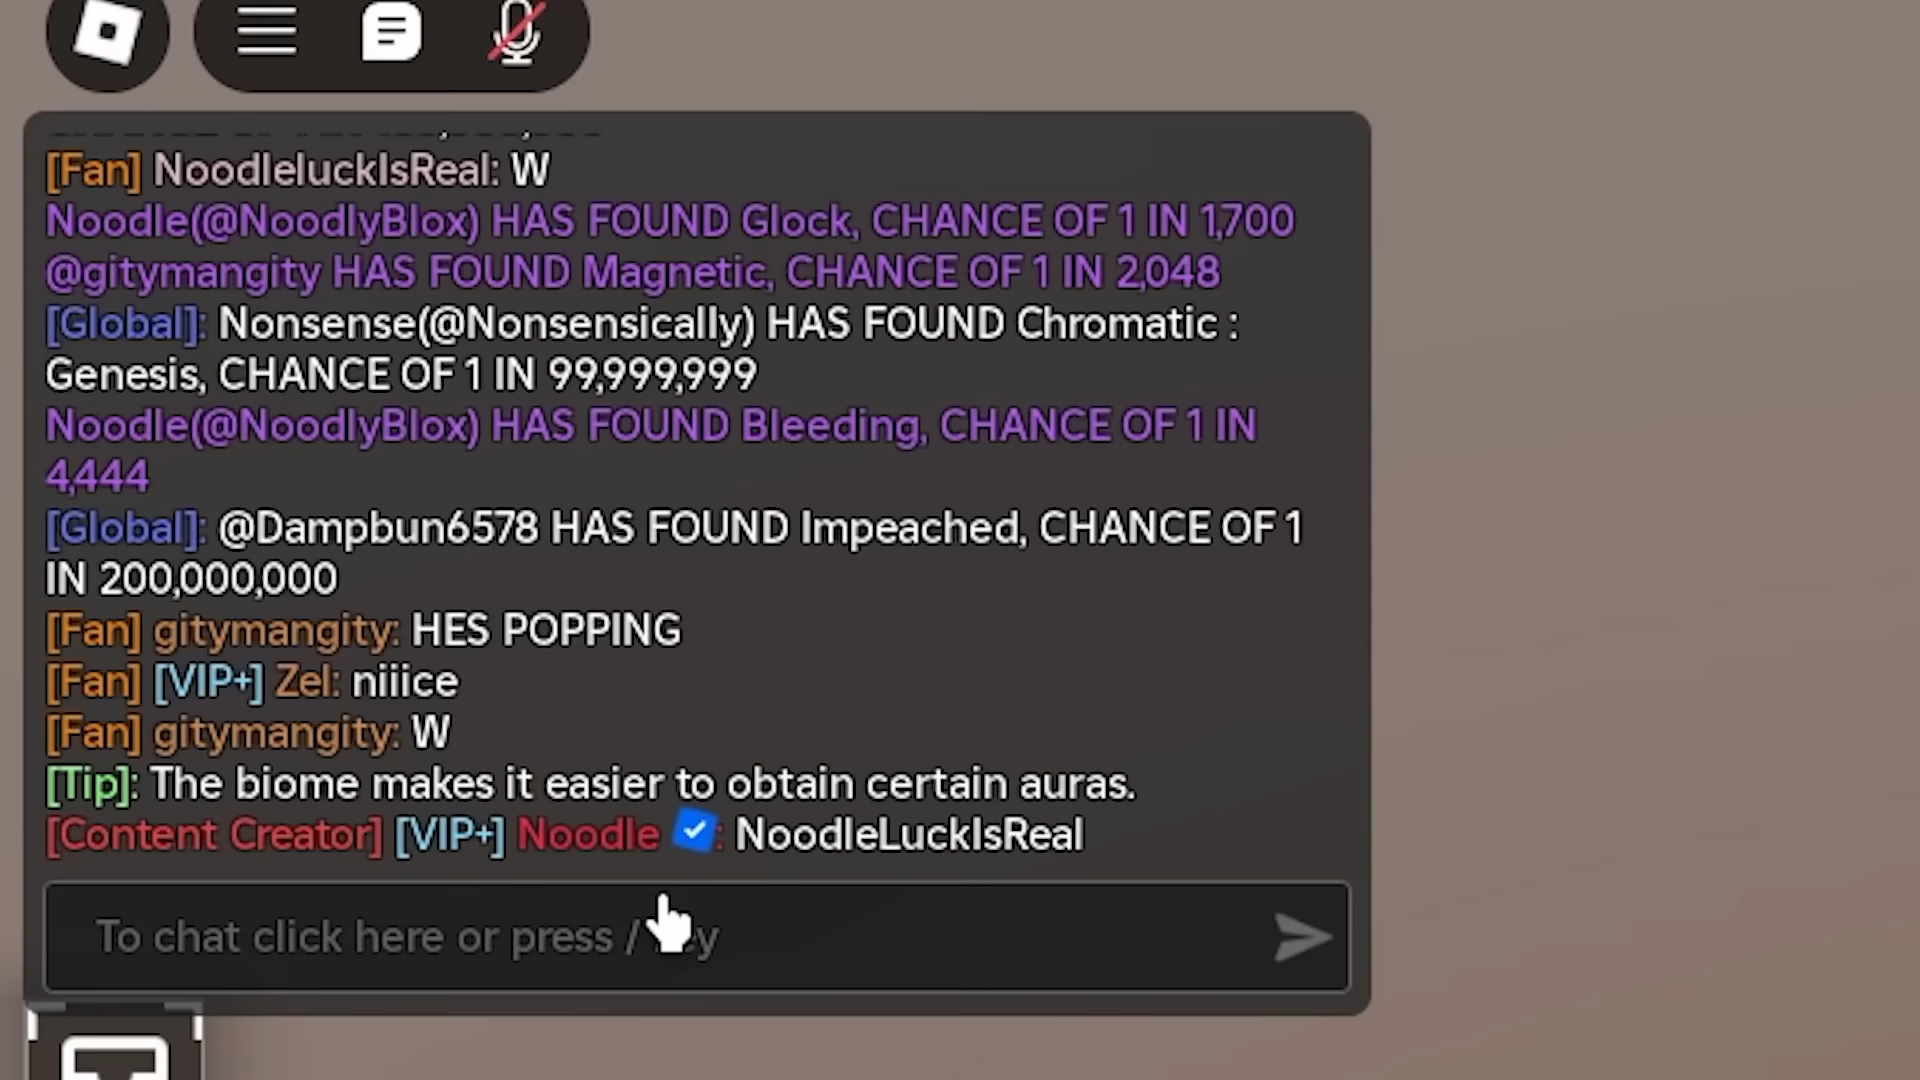 [Fan] NoodleluckIsReal: W
Noodle(@NoodlyBlox) HAS FOUND Glock, CHANCE OF 1 IN 1,700
@gitymangity HAS FOUND Magnetic, CHANCE OF 1 IN 2,048
[Global]: Nonsense(@Nonsensically) HAS FOUND Chromatic :
Genesis, CHANCE OF 1 IN 99,999,999
Noodle(@NoodlyBlox) HAS FOUND Bleeding, CHANCE OF 1 IN
4,444
[Global]: @Dampbun6578 HAS FOUND Impeached, CHANCE OF 1
IN 200,000,000
[Fan] gitymangity: HES POPPING
[Fan] [VIP+] Zel: niiice
[Fan] gitymangity: W
[Tip]: The biome makes it easier to obtain certain auras.
[Content Creator] [VIP+] Noodle : NoodleLuckIsReal
To chat click here or press /